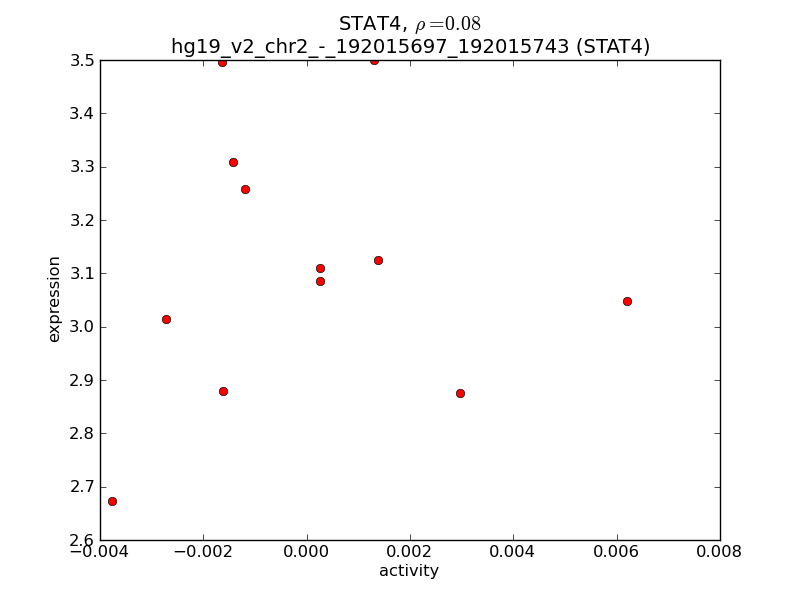 STAT4, ρ=0.08
hg19_v2_chr2_-_192015697_192015743 (STAT4)
3.5
3.4
3.3
3.2
3.1
3.0
2.9
2.8
2.7
2.6
expression
−0.004 −0.002 0.000 0.002 0.004 0.006 0.008
activity